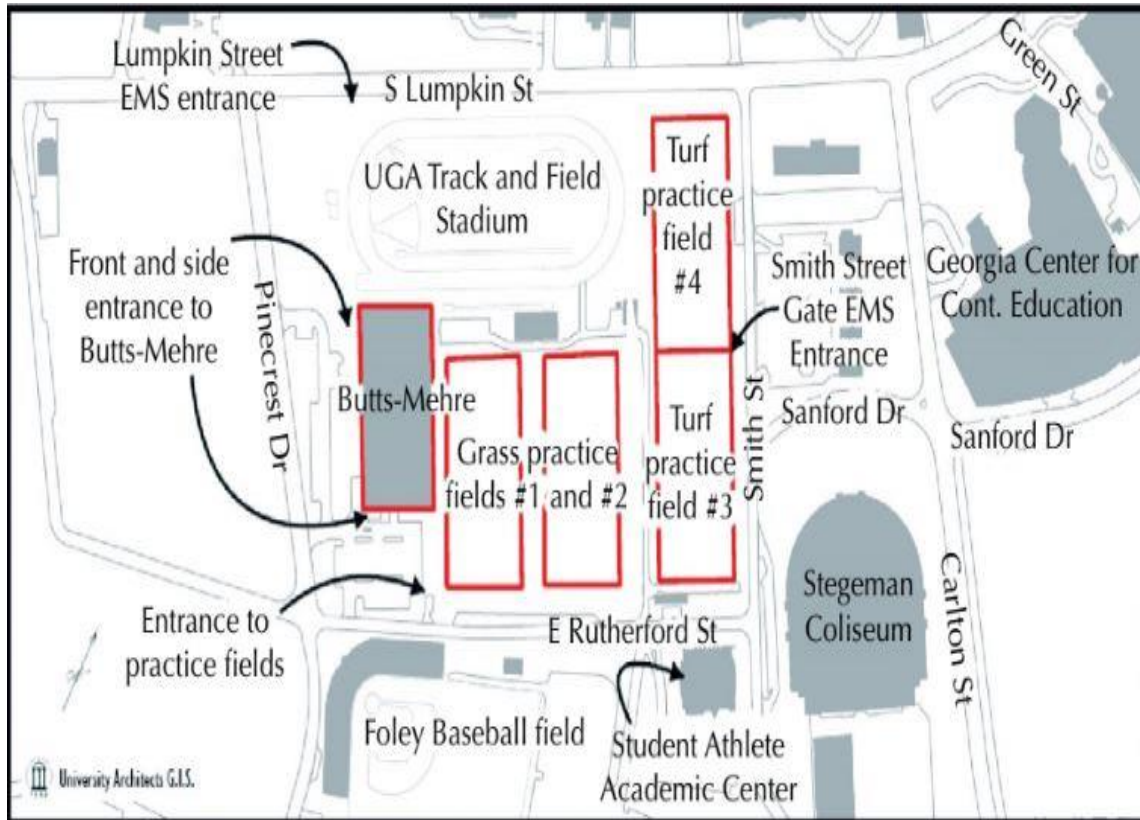 Lumpkin Street
EMS entrance
S Lumpkin St
Green St
UGA Track and Field
Stadium
Turf
practice
field
#4
Front and side
entrance to
Butts-Mehre
Pinecrest Dr
Smith Street
Gate EMS
Entrance
Georgia Center for
Cont. Education
Butts-Mehre
Grass practice
fields #1 and #2
Turf
practice
field #3
Smith St
Sanford Dr
Sanford Dr
Stegeman
Coliseum
Carlton St
Entrance to
practice fields
E Rutherford St
Foley Baseball field
Student Athlete
Academic Center
University Architects G.I.S.